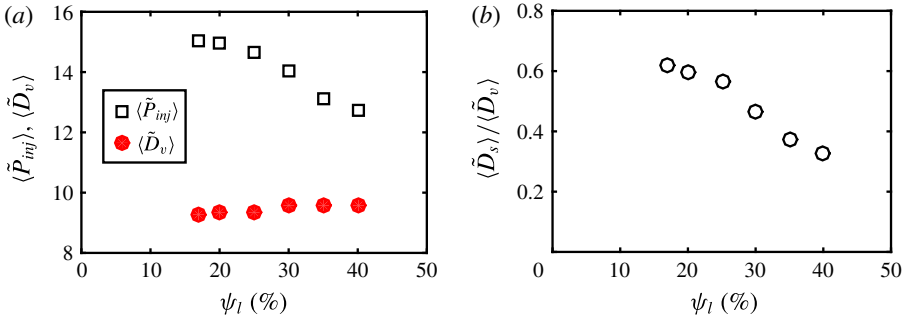 (a)
16
14
12
10
8
0 10 20 30 40 50
⟨P̃inj⟩, ⟨D̃v⟩
⟨P̃inj⟩
⟨D̃v⟩
ψl (%)
(b)
0.8
0.6
0.4
0.2
0 10 20 30 40 50
⟨D̃s⟩/⟨D̃v⟩
ψl (%)